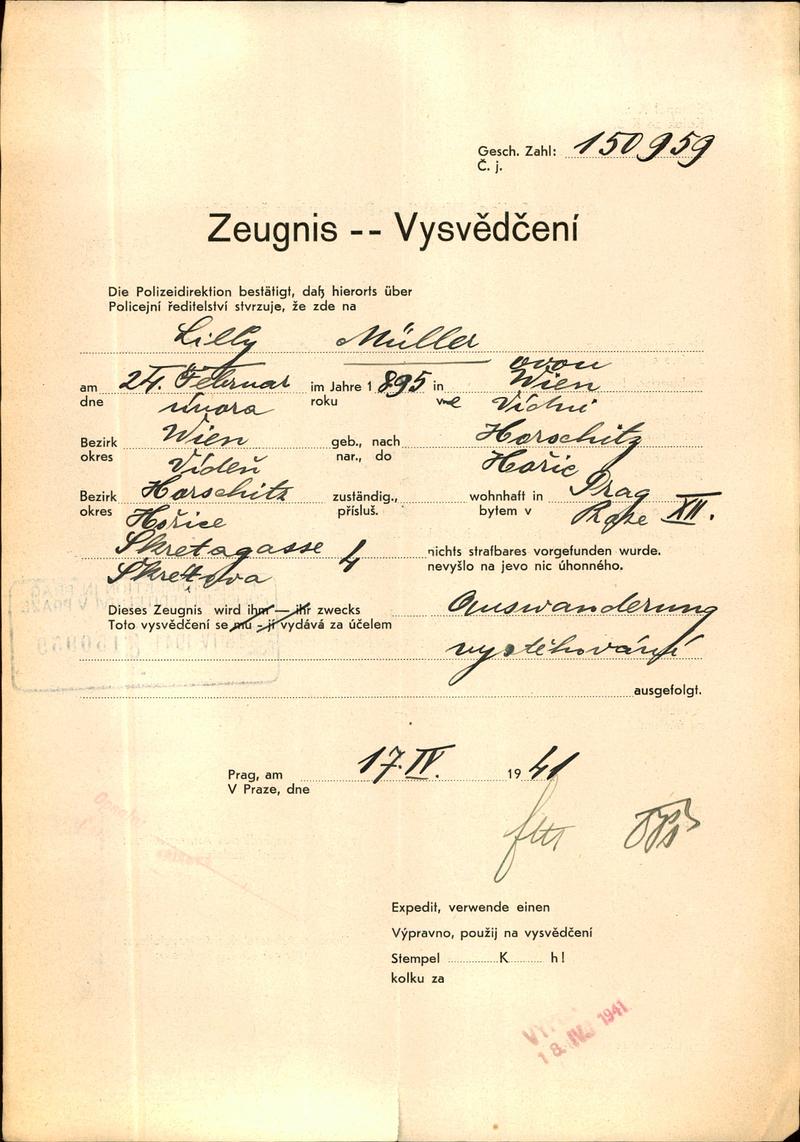 Gesch. Zahl: 150959
Č. j.
Zeugnis -- Vysvědčení
Die Polizeidirektion bestätigt, daß hierorts über
Policejní ředitelství stvrzuje, že zde na
Lilly Müller
am 24. Februar im Jahre 1 895 in Wien
dne února roku ve Vídni
Bezirk Wien geb., nach Horschitz
okres Vídeň nar., do Hořic
Bezirk Horschitz zuständig., wohnhaft in Prag
okres Hořice přísluš. bytem v Praze XII.
Skretagasse 4 nichts strafbares vorgefunden wurde.
Škrétova nevyšlo na jevo nic úhonného.
Dieses Zeugnis wird ihm — ihr zwecks Auswanderung
Toto vysvědčení se mu - jí vydává za účelem
vystěhování
ausgefolgt.
Prag, am 17. IV. 19 41
V Praze, dne
Expedit, verwende einen
Výpravno, použij na vysvědčení
Stempel K h!
kolku za
18. IV. 1941